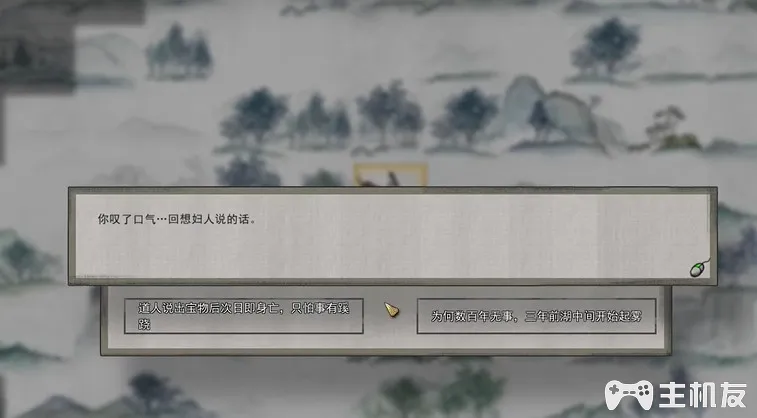 你叹了口气…回想妇人说的话。
道人说出宝物后次日即身亡，只怕事有蹊
跷
为何数百年无事，三年前湖中间开始起雾
主机友